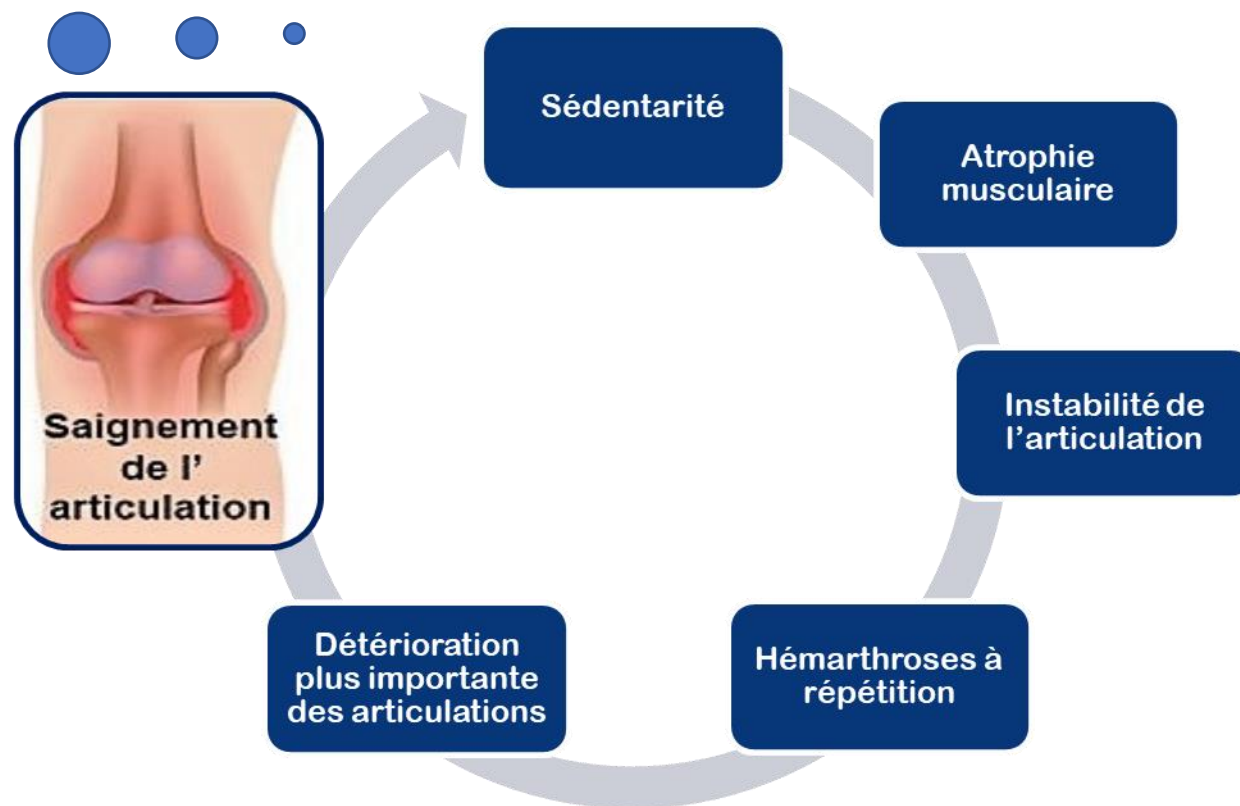 Sédentarité
Atrophie
musculaire
Instabilité de
l’articulation
Hémarthroses à
répétition
Détérioration
plus importante
des articulations
Saignement
de l’
articulation